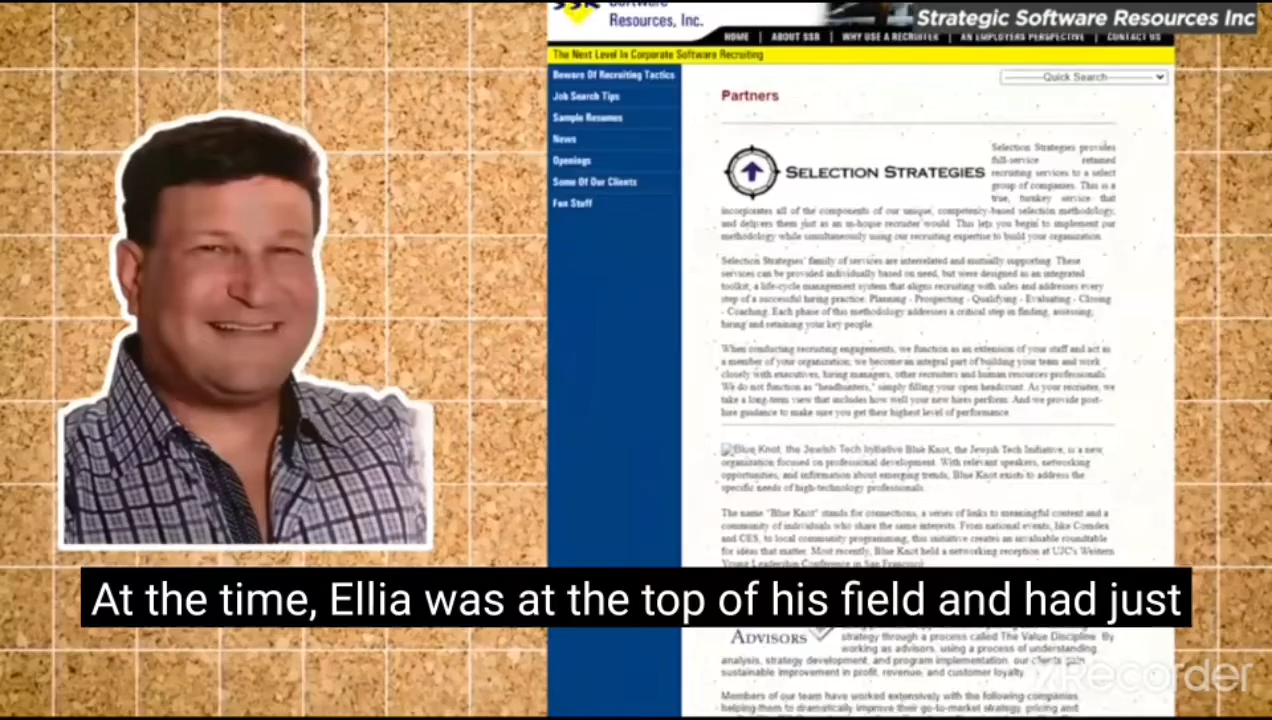 SSR Software
Resources, Inc.
Strategic Software Resources Inc
HOME | ABOUT SSR | WHY USE A RECRUITER | AN EMPLOYERS PERSPECTIVE | CONTACT US
The Next Level In Corporate Software Recruiting
Beware Of Recruiting Tactics
Job Search Tips
Sample Resumes
News
Openings
Some Of Our Clients
Fun Stuff
Quick Search
Partners
SELECTION STRATEGIES
Selection Strategies provides
full-service retained
recruiting services to a select
group of companies. This is a
true, turnkey service that
incorporates all of the components of our unique, competency-based selection methodology,
and delivers them just as an in-house recruiter would. This lets you begin to implement our
methodology while simultaneously using our recruiting expertise to build your organization.
Selection Strategies' family of services are interrelated and mutually supporting. These
services can be provided individually based on need, but were designed as an integrated
toolkit, a life-cycle management system that aligns recruiting with sales and addresses every
step of a successful hiring practice. Planning - Prospecting - Qualifying - Evaluating - Closing
- Coaching. Each phase of this methodology addresses a critical step in finding, assessing,
hiring and retaining your key people.
When conducting recruiting engagements, we function as an extension of your staff and act as
a member of your organization; we become an integral part of building your team and work
closely with executives, hiring managers, other recruiters and human resources professionals.
We do not function as "headhunters," simply filling your open headcount. As your recruiter, we
take a long-term view that includes how well your new hires perform. And we provide post-
hire guidance to make sure you get their highest level of performance.
Blue Knot, the Jewish Tech Initiative Blue Knot, the Jewish Tech Initiative, is a new
organization focused on professional development. With relevant speakers, networking
opportunities, and information about emerging trends, Blue Knot exists to address the
specific needs of high-technology professionals.
The name "Blue Knot" stands for connections, a series of links to meaningful content and a
community of individuals who share the same interests. From national events, like Comdex
and CES, to local community programming, this initiative creates an invaluable roundtable
for ideas that matter. Most recently, Blue Knot held a networking reception at UJC's Western
Young Leadership Conference in San Francisco
At the time, Ellia was at the top of his field and had just
ADVISORS
strategy through a process called The Value Discipline. By
working as advisors, using a process of understanding,
analysis, strategy development, and program implementation, our clients gain
sustainable improvement in profit, revenue, and customer loyalty.
Members of our team have worked extensively with the following companies
helping them to dramatically improve their go-to-market strategy, pricing and
Recorder